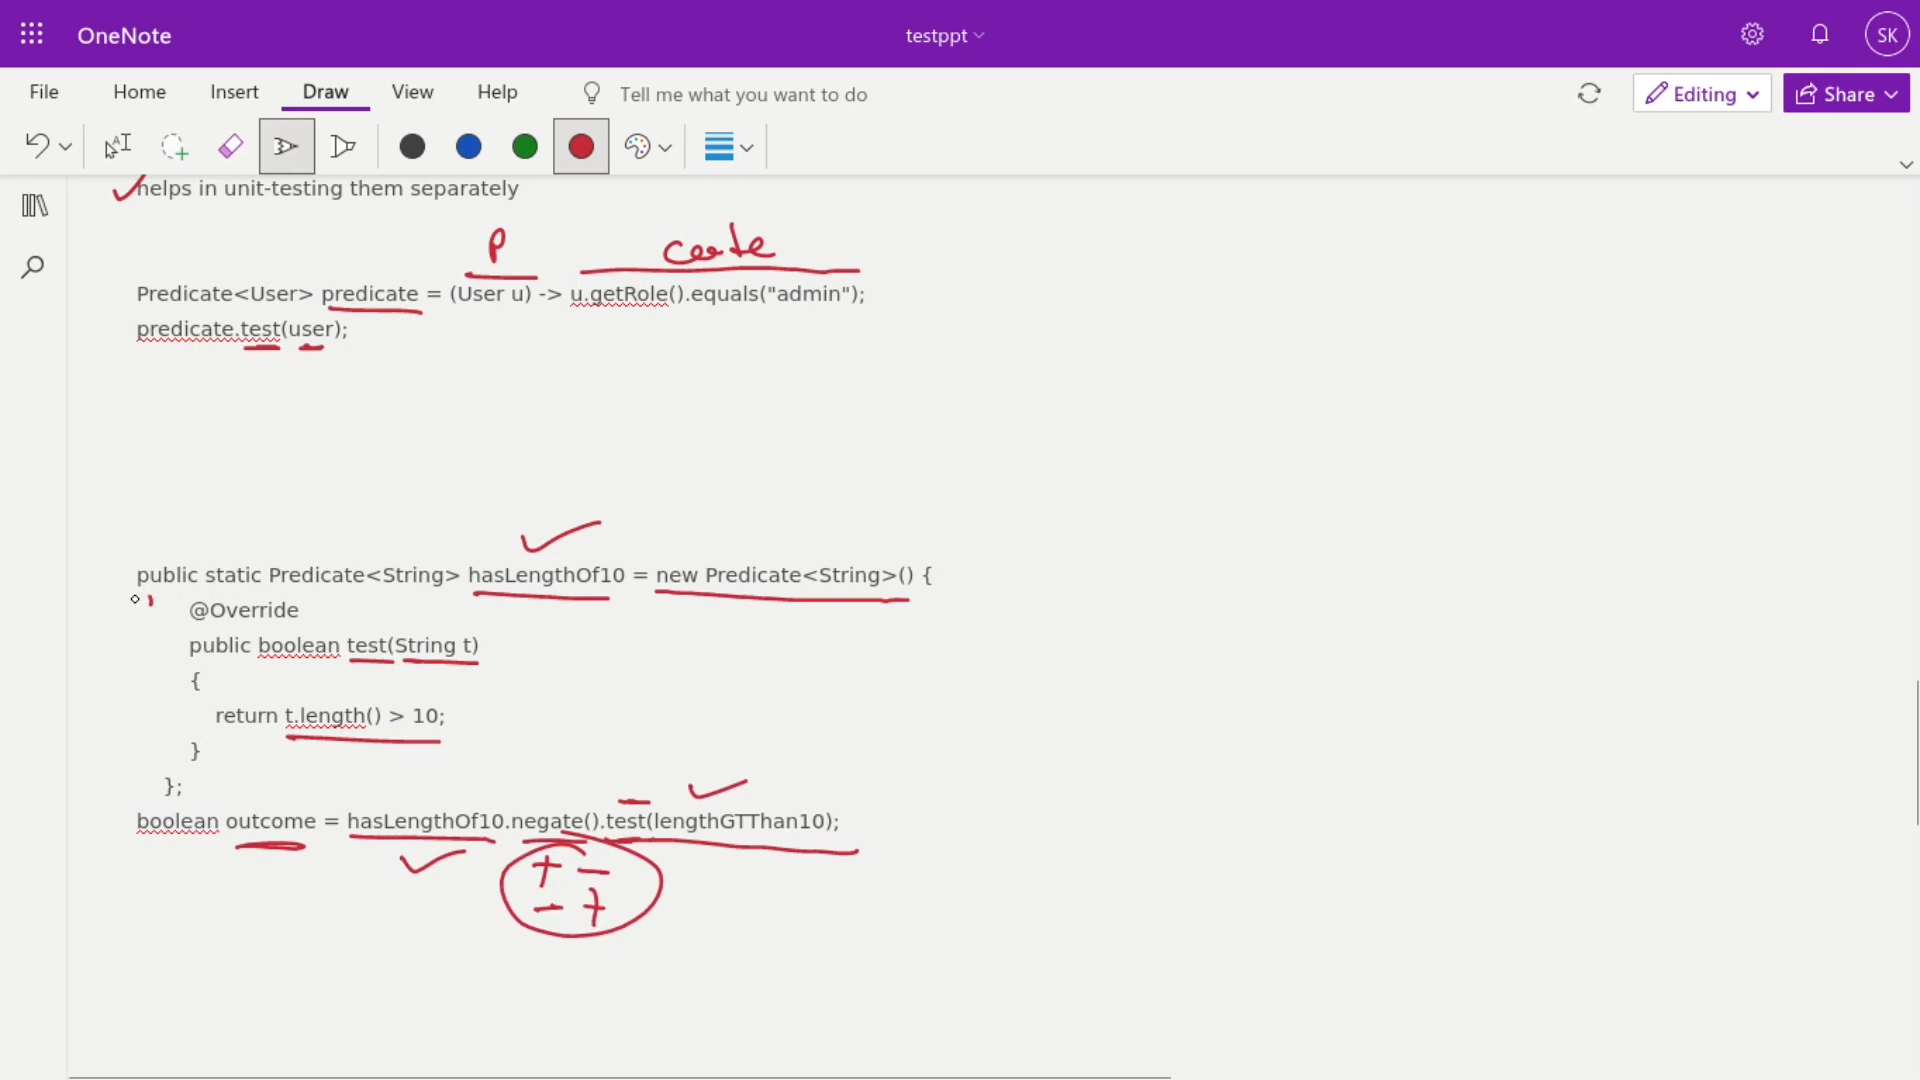 OneNote
testppt
SK
File Home Insert Draw View Help Tell me what you want to do Editing Share
helps in unit-testing them separately
P
Predicate<User> predicate = (User u) -> u.getRole().equals("admin");
predicate.test(user);
public static Predicate<String> hasLengthOf10 = new Predicate<String>() {
@Override
public boolean test(String t)
{
return t.length() > 10;
}
};
boolean outcome = hasLengthOf10.negate().test(lengthGTThan10);
+ -
- +